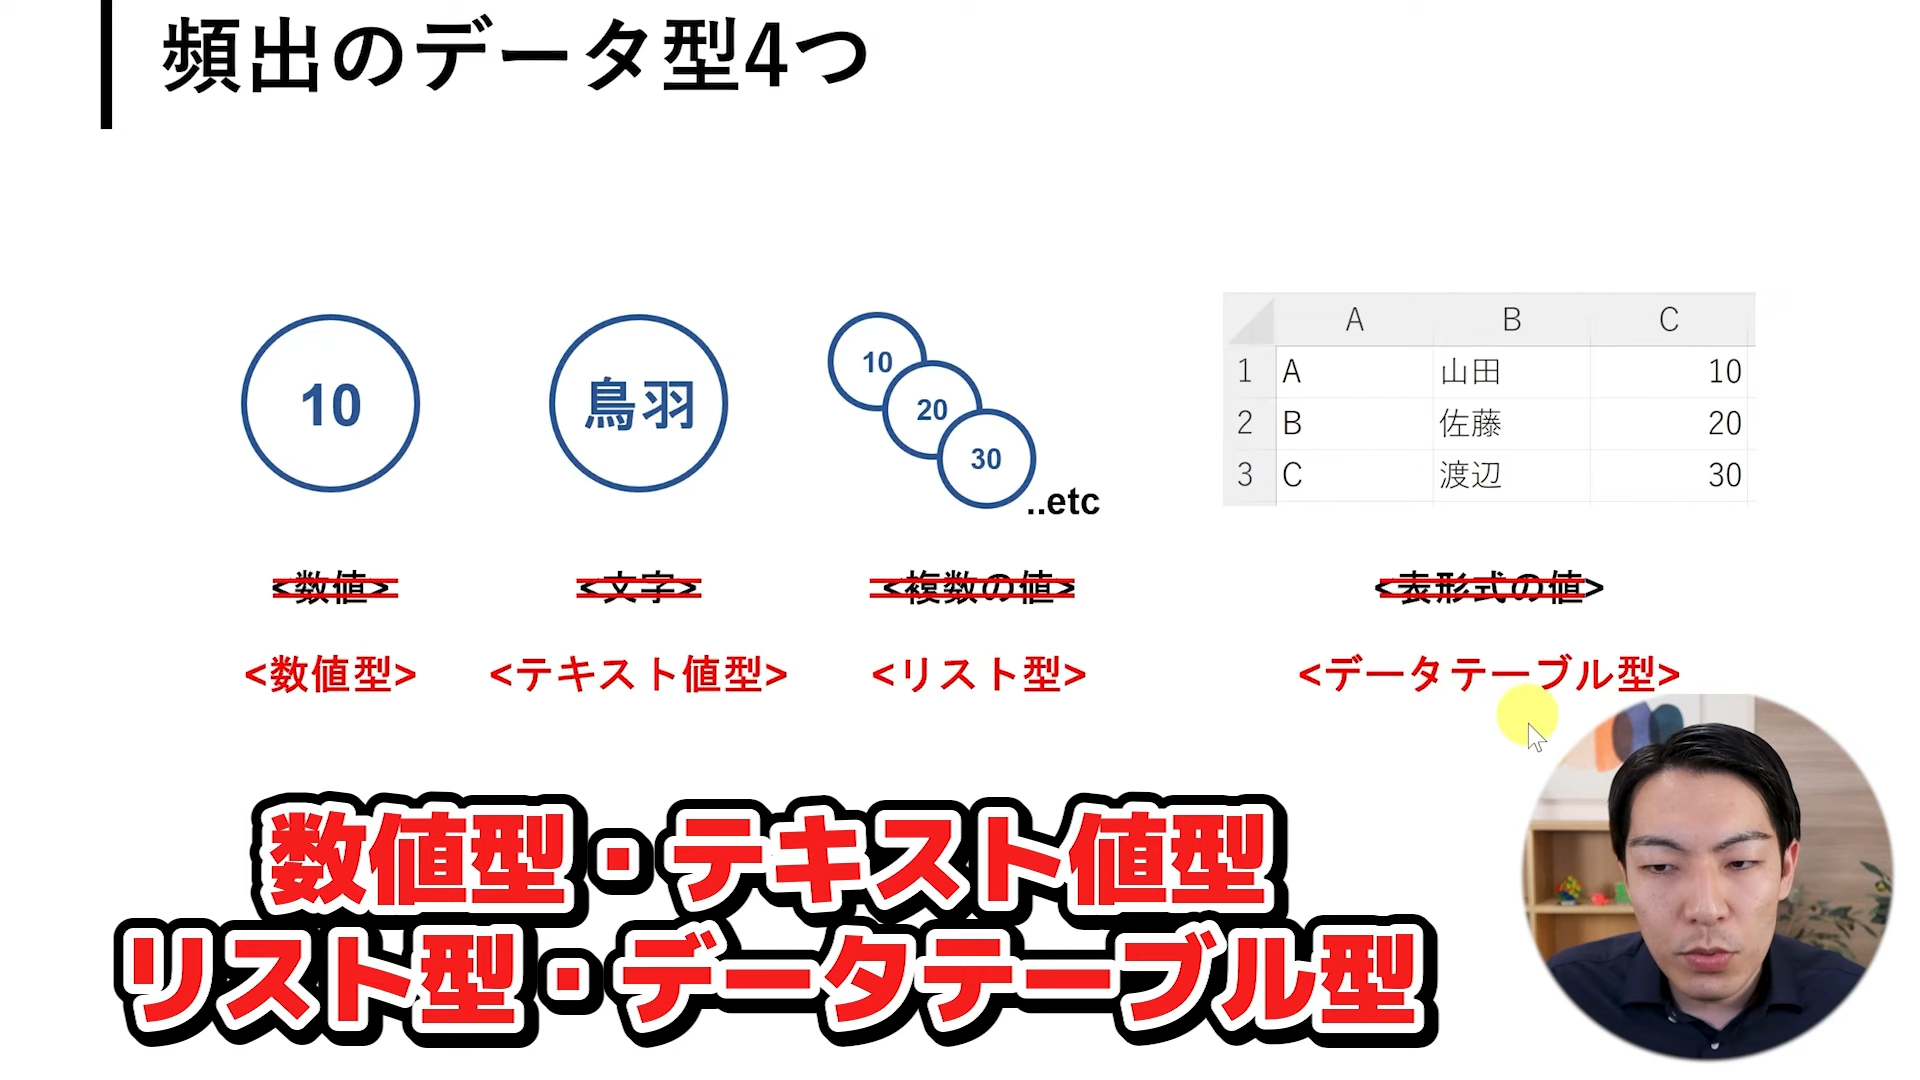 頻出のデータ型4つ
10
鳥羽
10
20
30
..etc
A B C
1 A 山田 10
2 B 佐藤 20
3 C 渡辺 30
<数値> <文字> <複数の値> <表形式の値>
<数値型> <テキスト値型> <リスト型> <データテーブル型>
数値型・テキスト値型
リスト型・データテーブル型